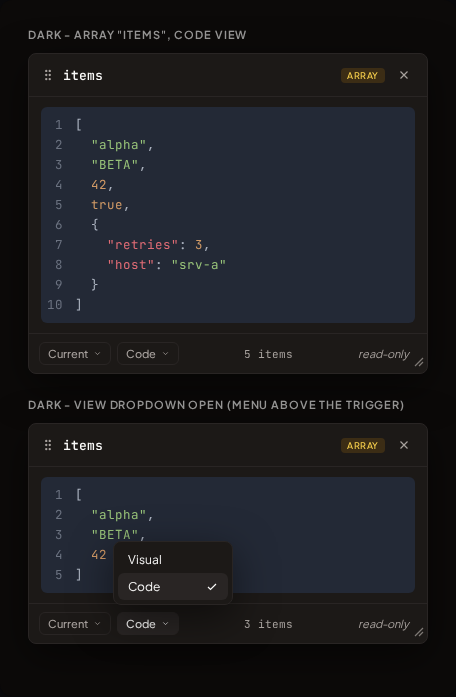 DARK – ARRAY "ITEMS", CODE VIEW
items ARRAY
1 [
2 "alpha",
3 "BETA",
4 42,
5 true,
6 {
7 "retries": 3,
8 "host": "srv-a"
9 }
10 ]
Current Code 5 items read-only
DARK – VIEW DROPDOWN OPEN (MENU ABOVE THE TRIGGER)
items ARRAY
1 [
2 "alpha",
3 "BETA",
4 42
5 ]
Visual
Code
Current Code 3 items read-only